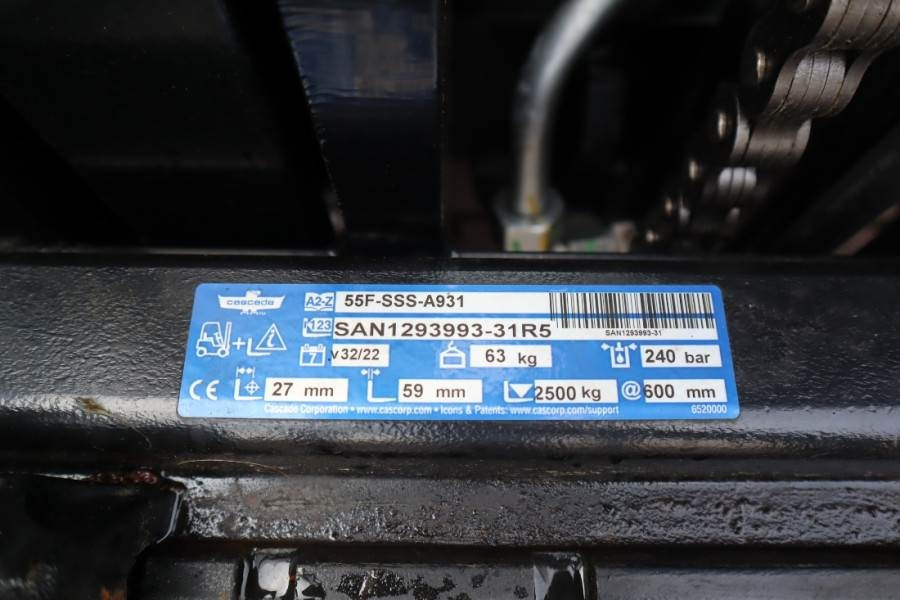 cascade
A2-Z 55F-SSS-A931
123 SAN1293993-31R5
SAN1293993-31
7 v32/22 63 kg 240 bar
CE 27 mm 59 mm 2500 kg @600 mm
Cascade Corporation • www.cascorp.com • Icons & Patents: www.cascorp.com/support 6520000